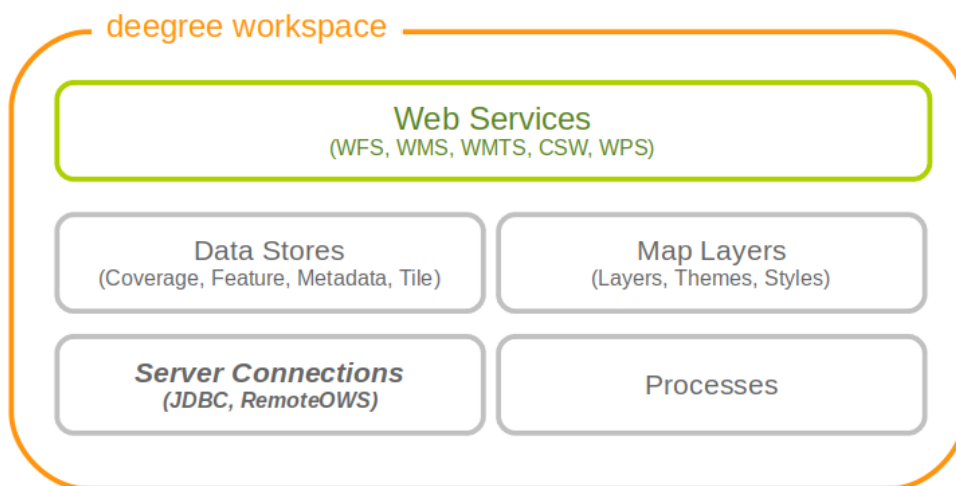 deegree workspace
Web Services
(WFS, WMS, WMTS, CSW, WPS)
Data Stores
(Coverage, Feature, Metadata, Tile)
Map Layers
(Layers, Themes, Styles)
Server Connections
(JDBC, RemoteOWS)
Processes